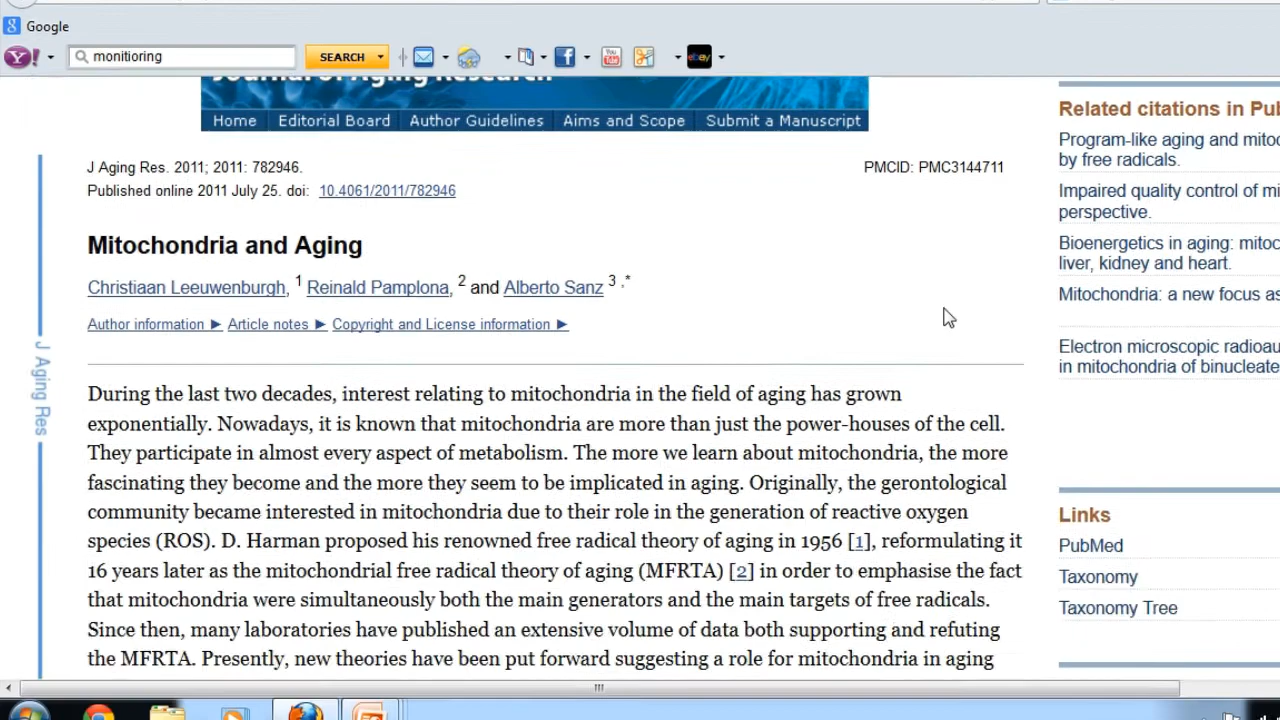 Google
monitioring
SEARCH
You
Tube
ebay
Journal of Aging Research
Home Editorial Board Author Guidelines Aims and Scope Submit a Manuscript
J Aging Res. 2011; 2011: 782946.
PMCID: PMC3144711
Published online 2011 July 25. doi: 10.4061/2011/782946
Mitochondria and Aging
Christiaan Leeuwenburgh, 1 Reinald Pamplona, 2 and Alberto Sanz 3 ,*
Author information ► Article notes ► Copyright and License information ►
J Aging Res
During the last two decades, interest relating to mitochondria in the field of aging has grown
exponentially. Nowadays, it is known that mitochondria are more than just the power-houses of the cell.
They participate in almost every aspect of metabolism. The more we learn about mitochondria, the more
fascinating they become and the more they seem to be implicated in aging. Originally, the gerontological
community became interested in mitochondria due to their role in the generation of reactive oxygen
species (ROS). D. Harman proposed his renowned free radical theory of aging in 1956 [1], reformulating it
16 years later as the mitochondrial free radical theory of aging (MFRTA) [2] in order to emphasise the fact
that mitochondria were simultaneously both the main generators and the main targets of free radicals.
Since then, many laboratories have published an extensive volume of data both supporting and refuting
the MFRTA. Presently, new theories have been put forward suggesting a role for mitochondria in aging
Related citations in Pu
Program-like aging and mito
by free radicals.
Impaired quality control of mi
perspective.
Bioenergetics in aging: mitoc
liver, kidney and heart.
Mitochondria: a new focus as
Electron microscopic radioau
in mitochondria of binucleate
Links
PubMed
Taxonomy
Taxonomy Tree